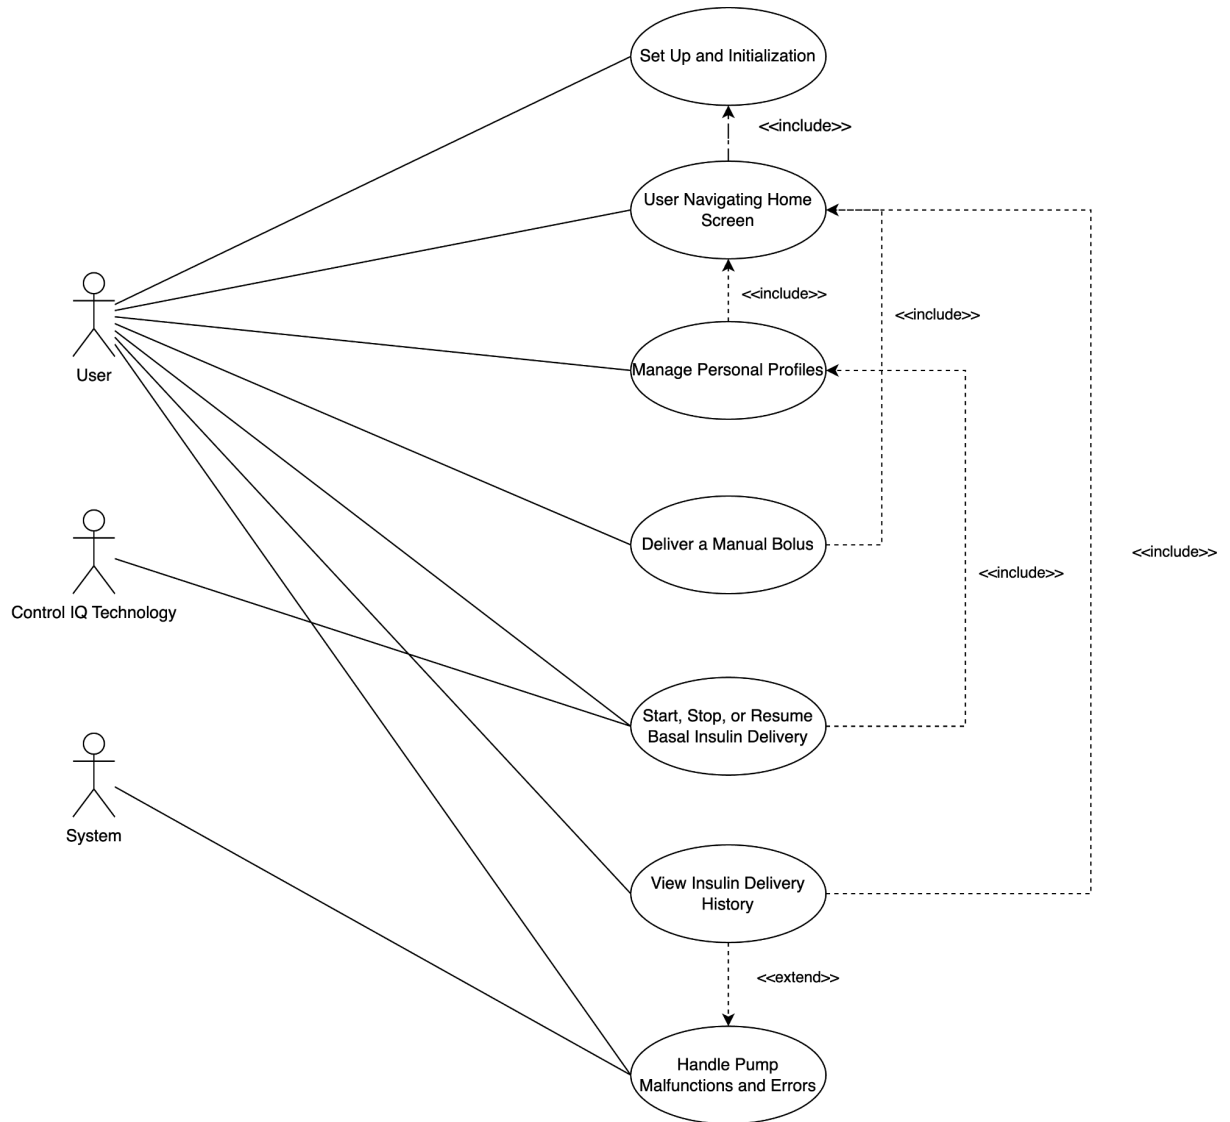 Set Up and Initialization
<<include>>
User Navigating Home
Screen
<<include>>
<<include>>
Manage Personal Profiles
User
Deliver a Manual Bolus
<<include>>
<<include>>
Control IQ Technology
Start, Stop, or Resume
Basal Insulin Delivery
System
View Insulin Delivery
History
<<extend>>
Handle Pump
Malfunctions and Errors